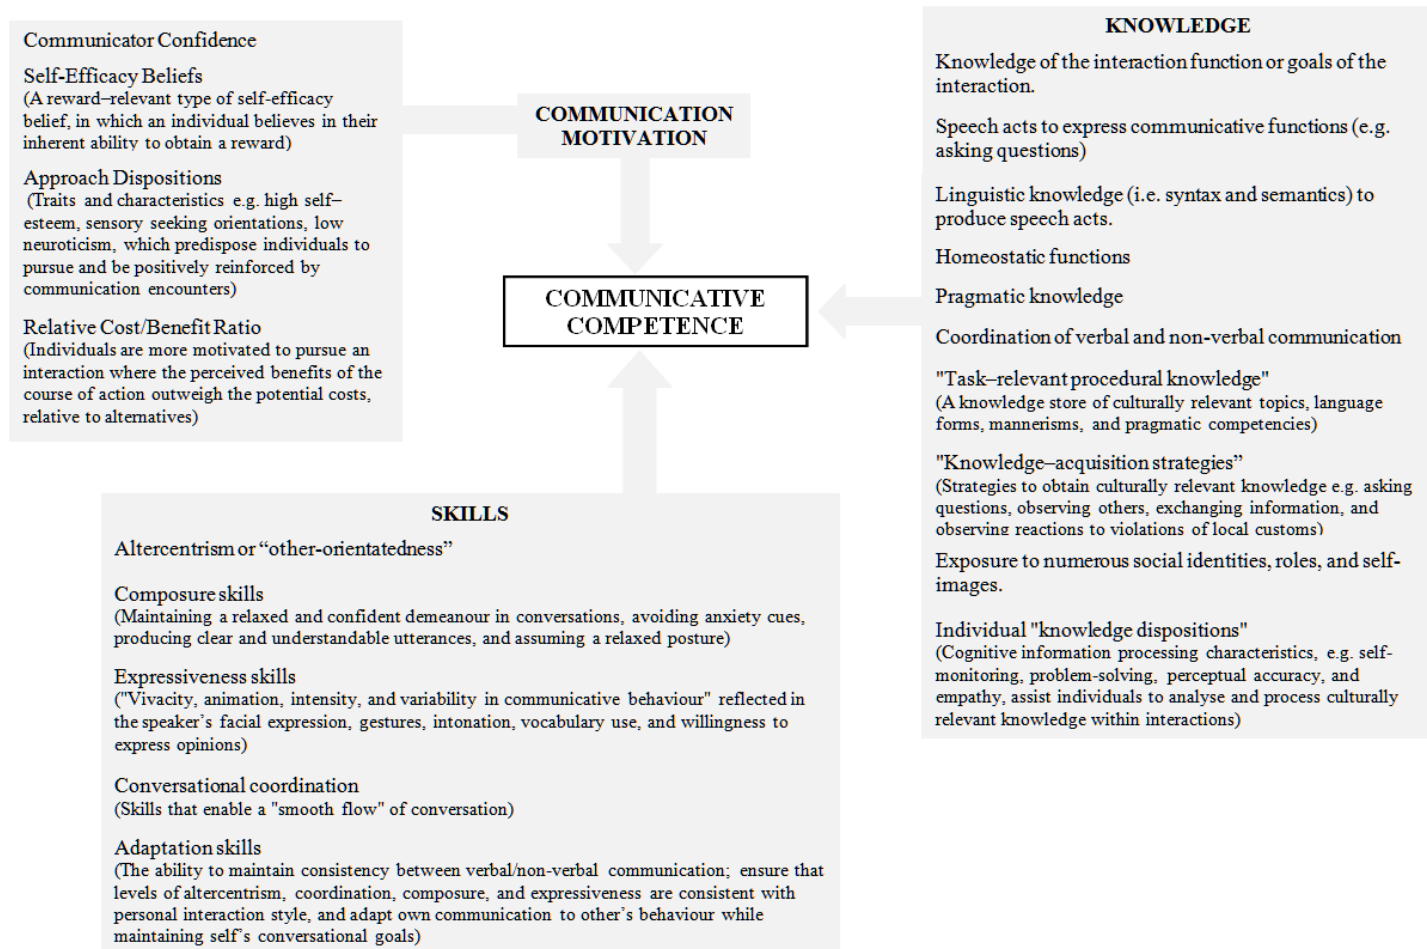 Communicator Confidence
Self-Efficacy Beliefs
(A reward–relevant type of self-efficacy
belief, in which an individual believes in their
inherent ability to obtain a reward)
Approach Dispositions
(Traits and characteristics e.g. high self–
esteem, sensory seeking orientations, low
neuroticism, which predispose individuals to
pursue and be positively reinforced by
communication encounters)
Relative Cost/Benefit Ratio
(Individuals are more motivated to pursue an
interaction where the perceived benefits of the
course of action outweigh the potential costs,
relative to alternatives)
COMMUNICATION
MOTIVATION
COMMUNICATIVE
COMPETENCE
KNOWLEDGE
Knowledge of the interaction function or goals of the
interaction.
Speech acts to express communicative functions (e.g.
asking questions)
Linguistic knowledge (i.e. syntax and semantics) to
produce speech acts.
Homeostatic functions
Pragmatic knowledge
Coordination of verbal and non-verbal communication
"Task–relevant procedural knowledge"
(A knowledge store of culturally relevant topics, language
forms, mannerisms, and pragmatic competencies)
"Knowledge–acquisition strategies”
(Strategies to obtain culturally relevant knowledge e.g. asking
questions, observing others, exchanging information, and
observing reactions to violations of local customs)
Exposure to numerous social identities, roles, and self-
images.
Individual "knowledge dispositions"
(Cognitive information processing characteristics, e.g. self-
monitoring, problem-solving, perceptual accuracy, and
empathy, assist individuals to analyse and process culturally
relevant knowledge within interactions)
SKILLS
Altercentrism or “other-orientatedness”
Composure skills
(Maintaining a relaxed and confident demeanour in conversations, avoiding anxiety cues,
producing clear and understandable utterances, and assuming a relaxed posture)
Expressiveness skills
("Vivacity, animation, intensity, and variability in communicative behaviour" reflected in
the speaker’s facial expression, gestures, intonation, vocabulary use, and willingness to
express opinions)
Conversational coordination
(Skills that enable a "smooth flow" of conversation)
Adaptation skills
(The ability to maintain consistency between verbal/non-verbal communication; ensure that
levels of altercentrism, coordination, composure, and expressiveness are consistent with
personal interaction style, and adapt own communication to other’s behaviour while
maintaining self’s conversational goals)